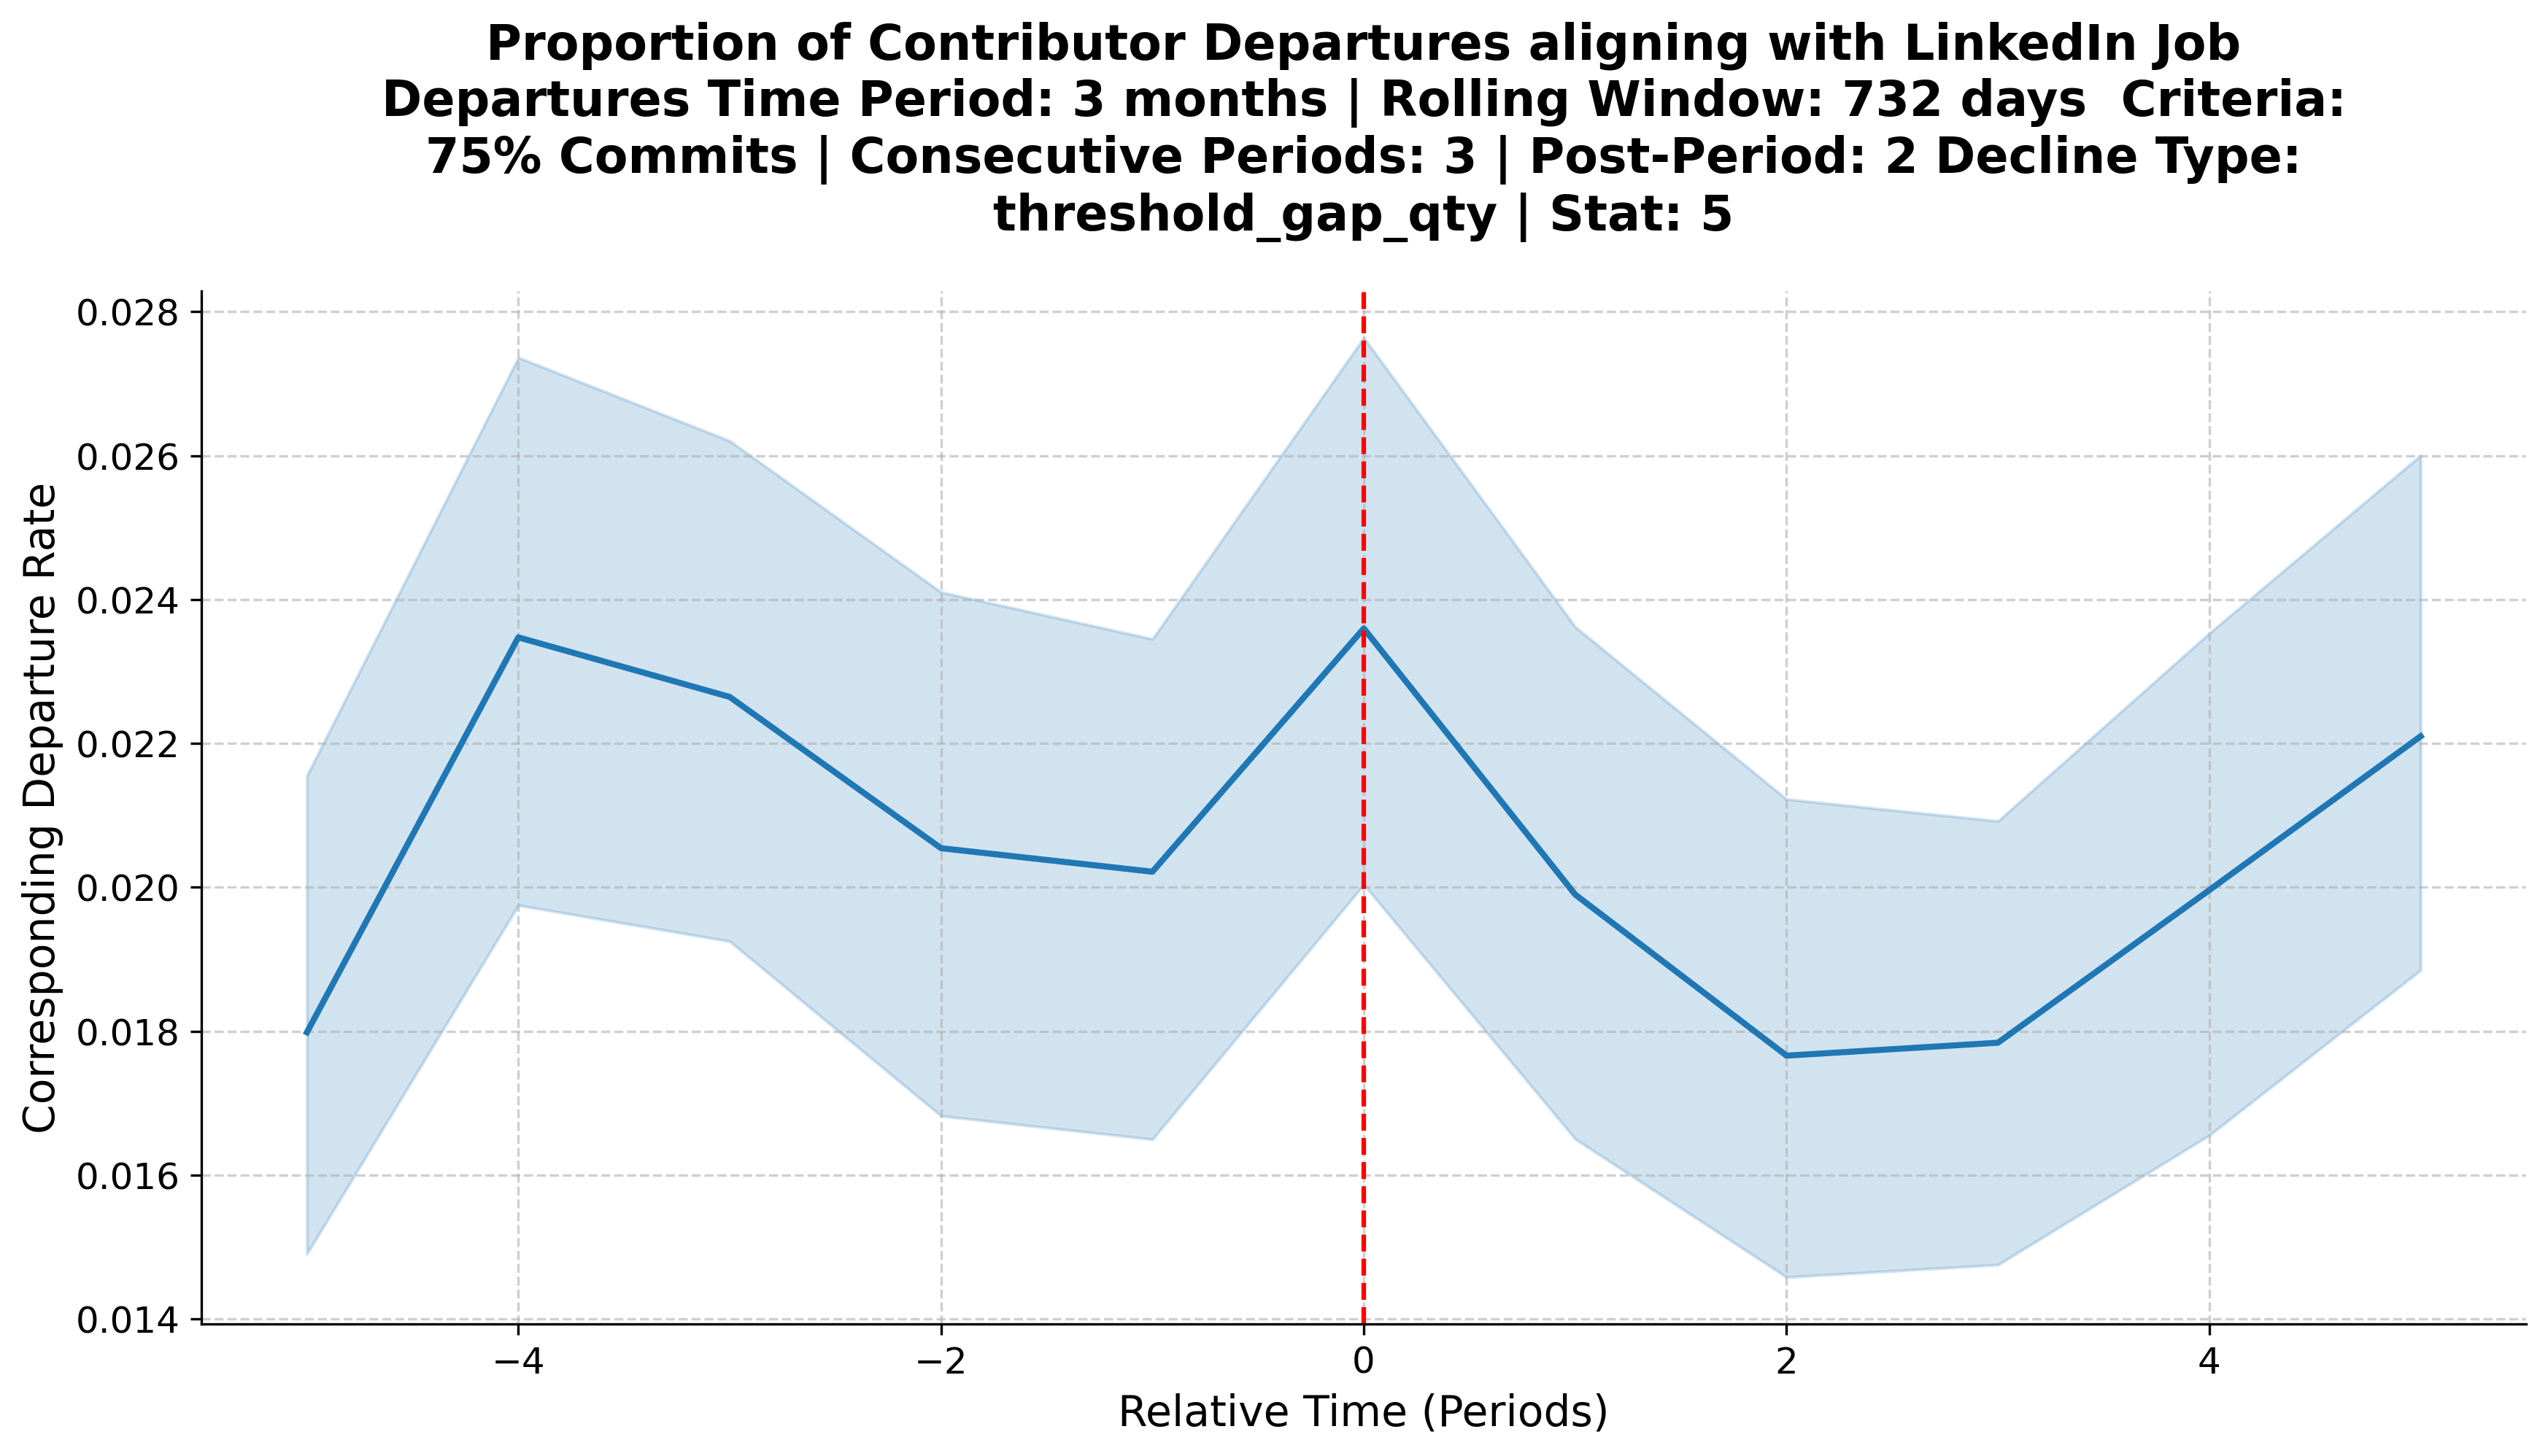 Proportion of Contributor Departures aligning with LinkedIn Job
Departures Time Period: 3 months | Rolling Window: 732 days  Criteria:
75% Commits | Consecutive Periods: 3 | Post-Period: 2 Decline Type:
threshold_gap_qty | Stat: 5
Corresponding Departure Rate
0.028
0.026
0.024
0.022
0.020
0.018
0.016
0.014
−4
−2
0
2
4
Relative Time (Periods)